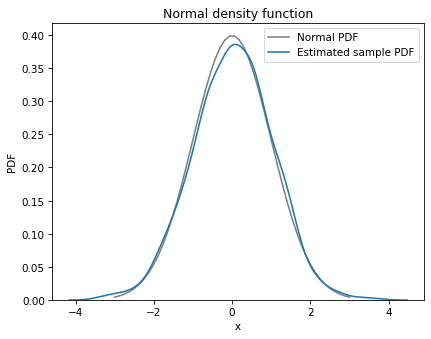 Normal density function
Normal PDF
Estimated sample PDF
0.40
0.35
0.30
0.25
0.20
0.15
0.10
0.05
0.00
PDF
−4
−2
0
2
4
x